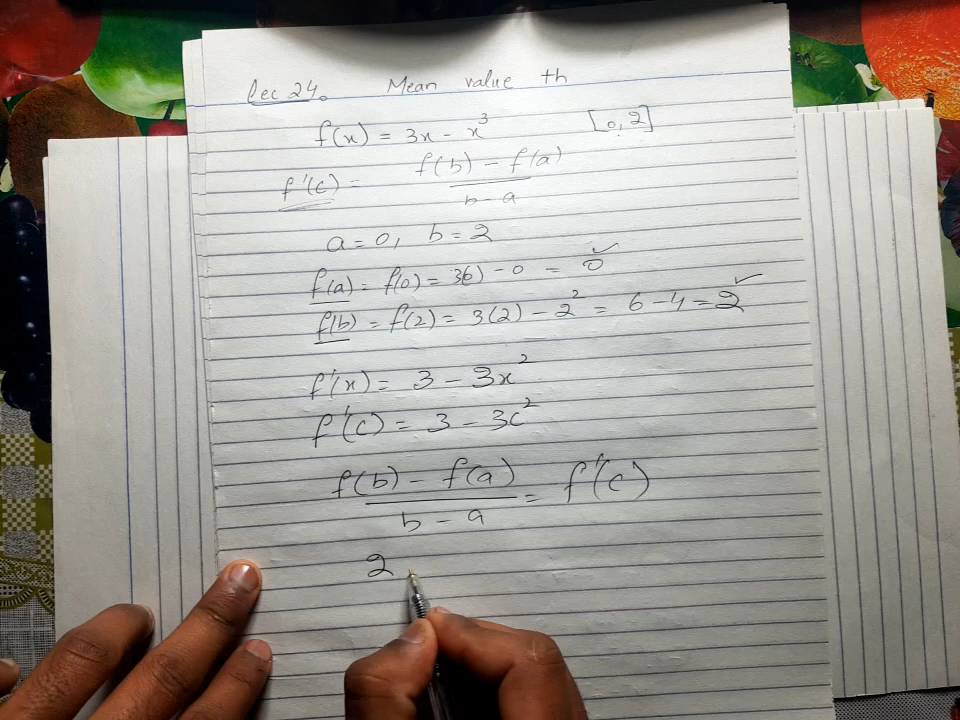 Lec 24. Mean value th
f(x) = 3x - x³ [0, 2]
f'(c) = f(b) - f(a)
b - a
a = 0, b = 2
f(a) = f(0) = 3(0) - 0 = 0 ✓
f(b) = f(2) = 3(2) - 2² = 6 - 4 = 2 ✓
f'(x) = 3 - 3x²
f'(c) = 3 - 3c²
f(b) - f(a) = f'(c)
b - a
2